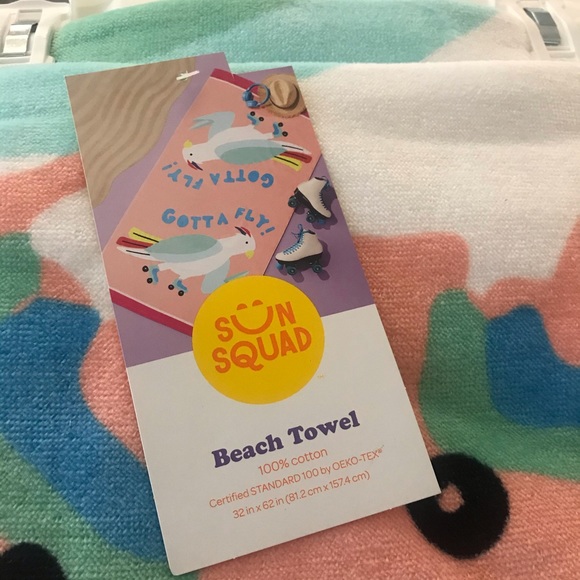 GOTTA FLY!
GOTTA FLY!
SUN
SQUAD
™
Beach Towel
100% cotton
Certified STANDARD 100 by OEKO-TEX®
32 in x 62 in (81.2 cm x 157.4 cm)